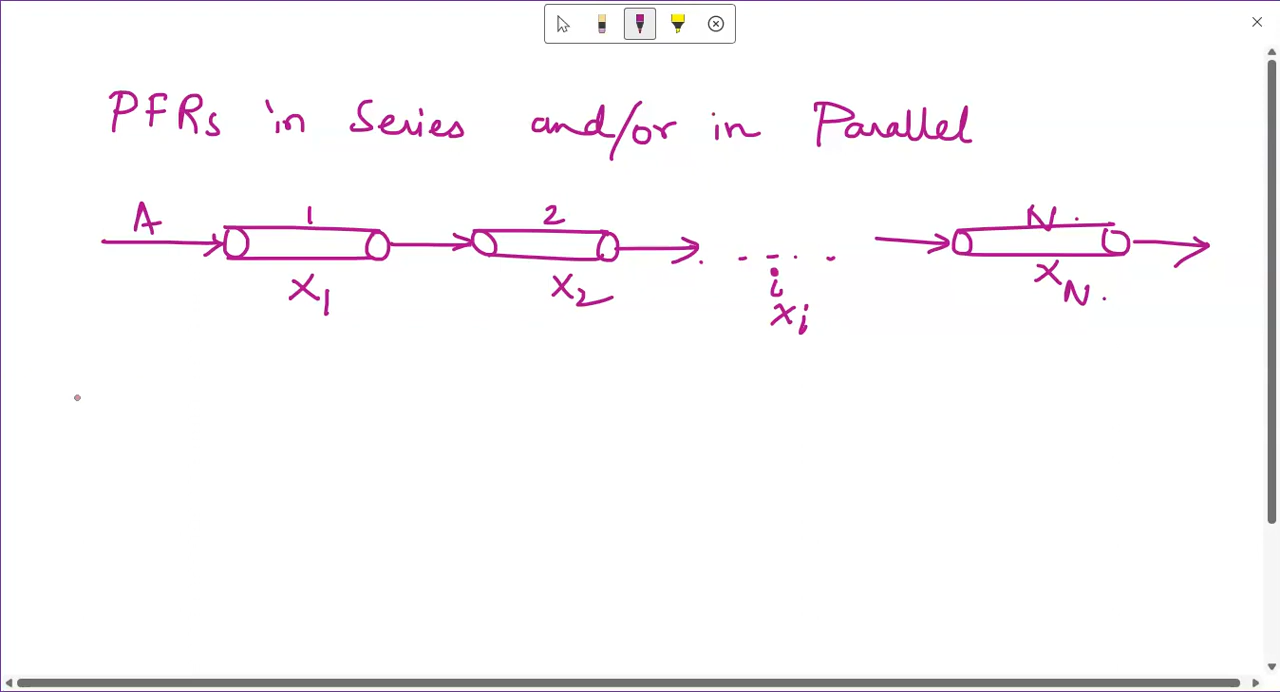 PFRs in Series and/or in Parallel
A 1 2 N.
X1 X2 i XN.
xi